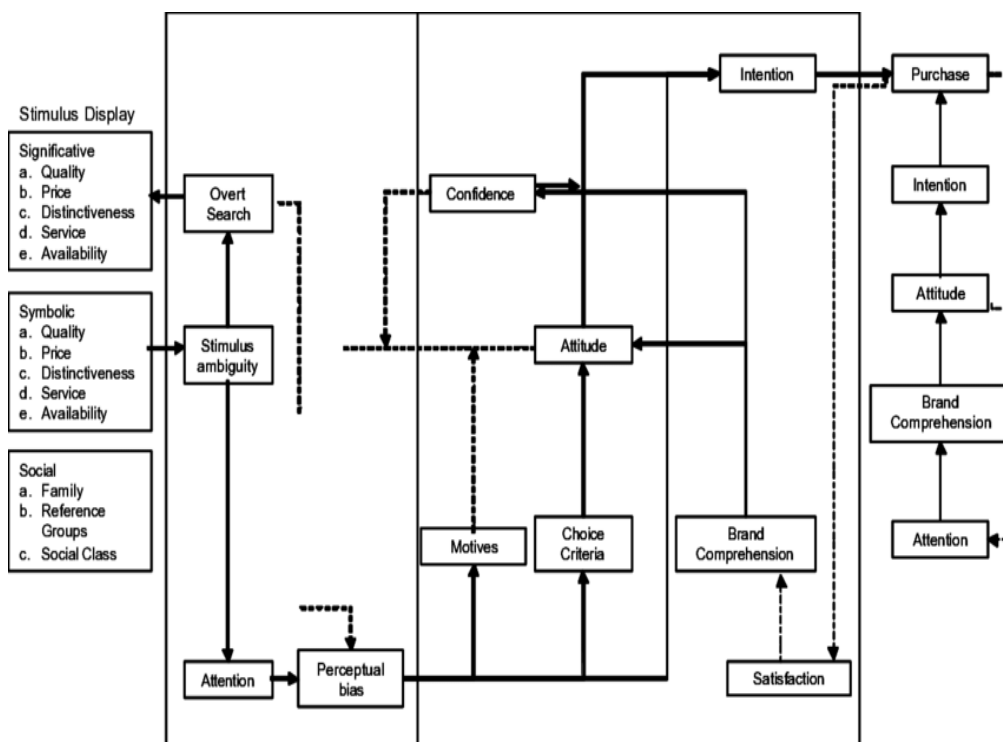 Stimulus Display
Significative
a. Quality
b. Price
c. Distinctiveness
d. Service
e. Availability
Symbolic
a. Quality
b. Price
c. Distinctiveness
d. Service
e. Availability
Social
a. Family
b. Reference
Groups
c. Social Class
Overt
Search
Stimulus
ambiguity
Attention
Perceptual
bias
Confidence
Attitude
Motives
Choice
Criteria
Intention
Brand
Comprehension
Satisfaction
Purchase
Intention
Attitude
Brand
Comprehension
Attention